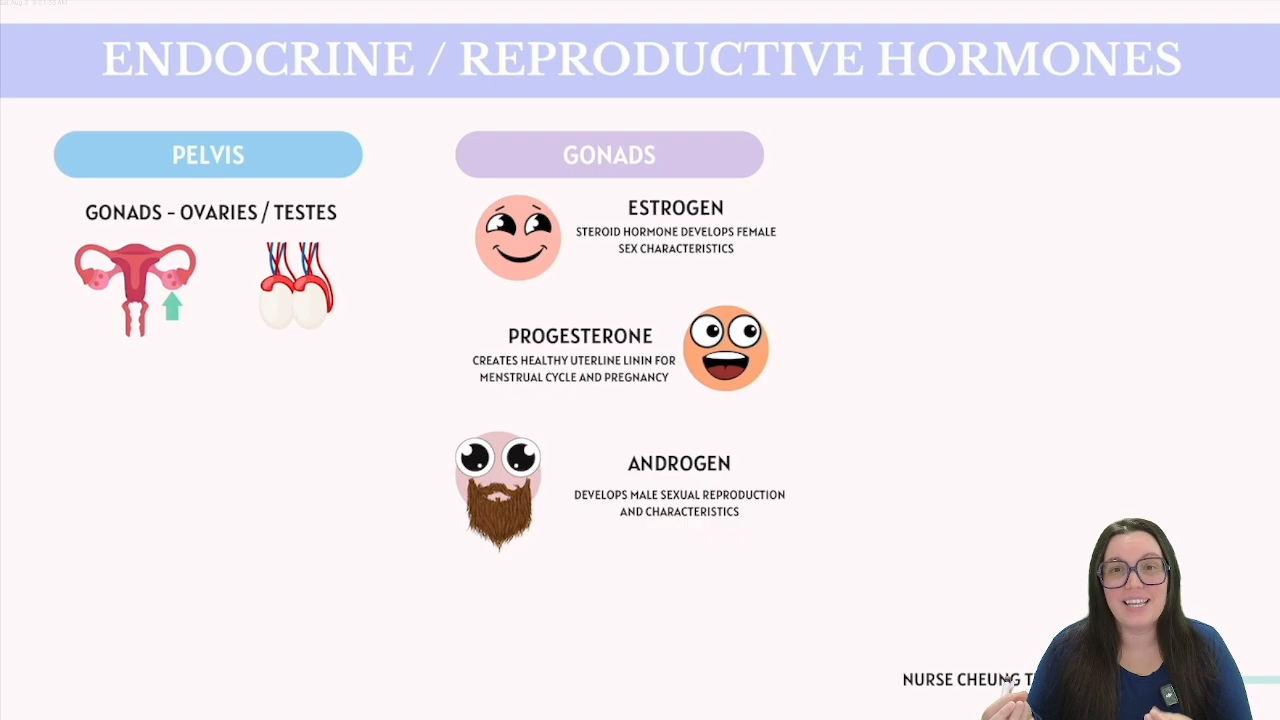 ENDOCRINE / REPRODUCTIVE HORMONES
PELVIS
GONADS - OVARIES / TESTES
GONADS
ESTROGEN
STEROID HORMONE DEVELOPS FEMALE
SEX CHARACTERISTICS
PROGESTERONE
CREATES HEALTHY UTERLINE LININ FOR
MENSTRUAL CYCLE AND PREGNANCY
ANDROGEN
DEVELOPS MALE SEXUAL REPRODUCTION
AND CHARACTERISTICS
NURSE CHEUNG T